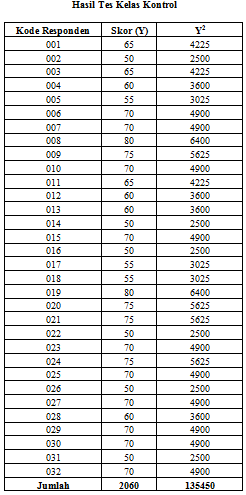 Hasil Tes Kelas Kontrol
Kode Responden Skor (Y) Y²
001 65 4225
002 50 2500
003 65 4225
004 60 3600
005 55 3025
006 70 4900
007 70 4900
008 80 6400
009 75 5625
010 70 4900
011 65 4225
012 60 3600
013 60 3600
014 50 2500
015 70 4900
016 50 2500
017 55 3025
018 55 3025
019 80 6400
020 75 5625
021 75 5625
022 50 2500
023 70 4900
024 75 5625
025 70 4900
026 50 2500
027 70 4900
028 60 3600
029 70 4900
030 70 4900
031 50 2500
032 70 4900
Jumlah 2060 135450